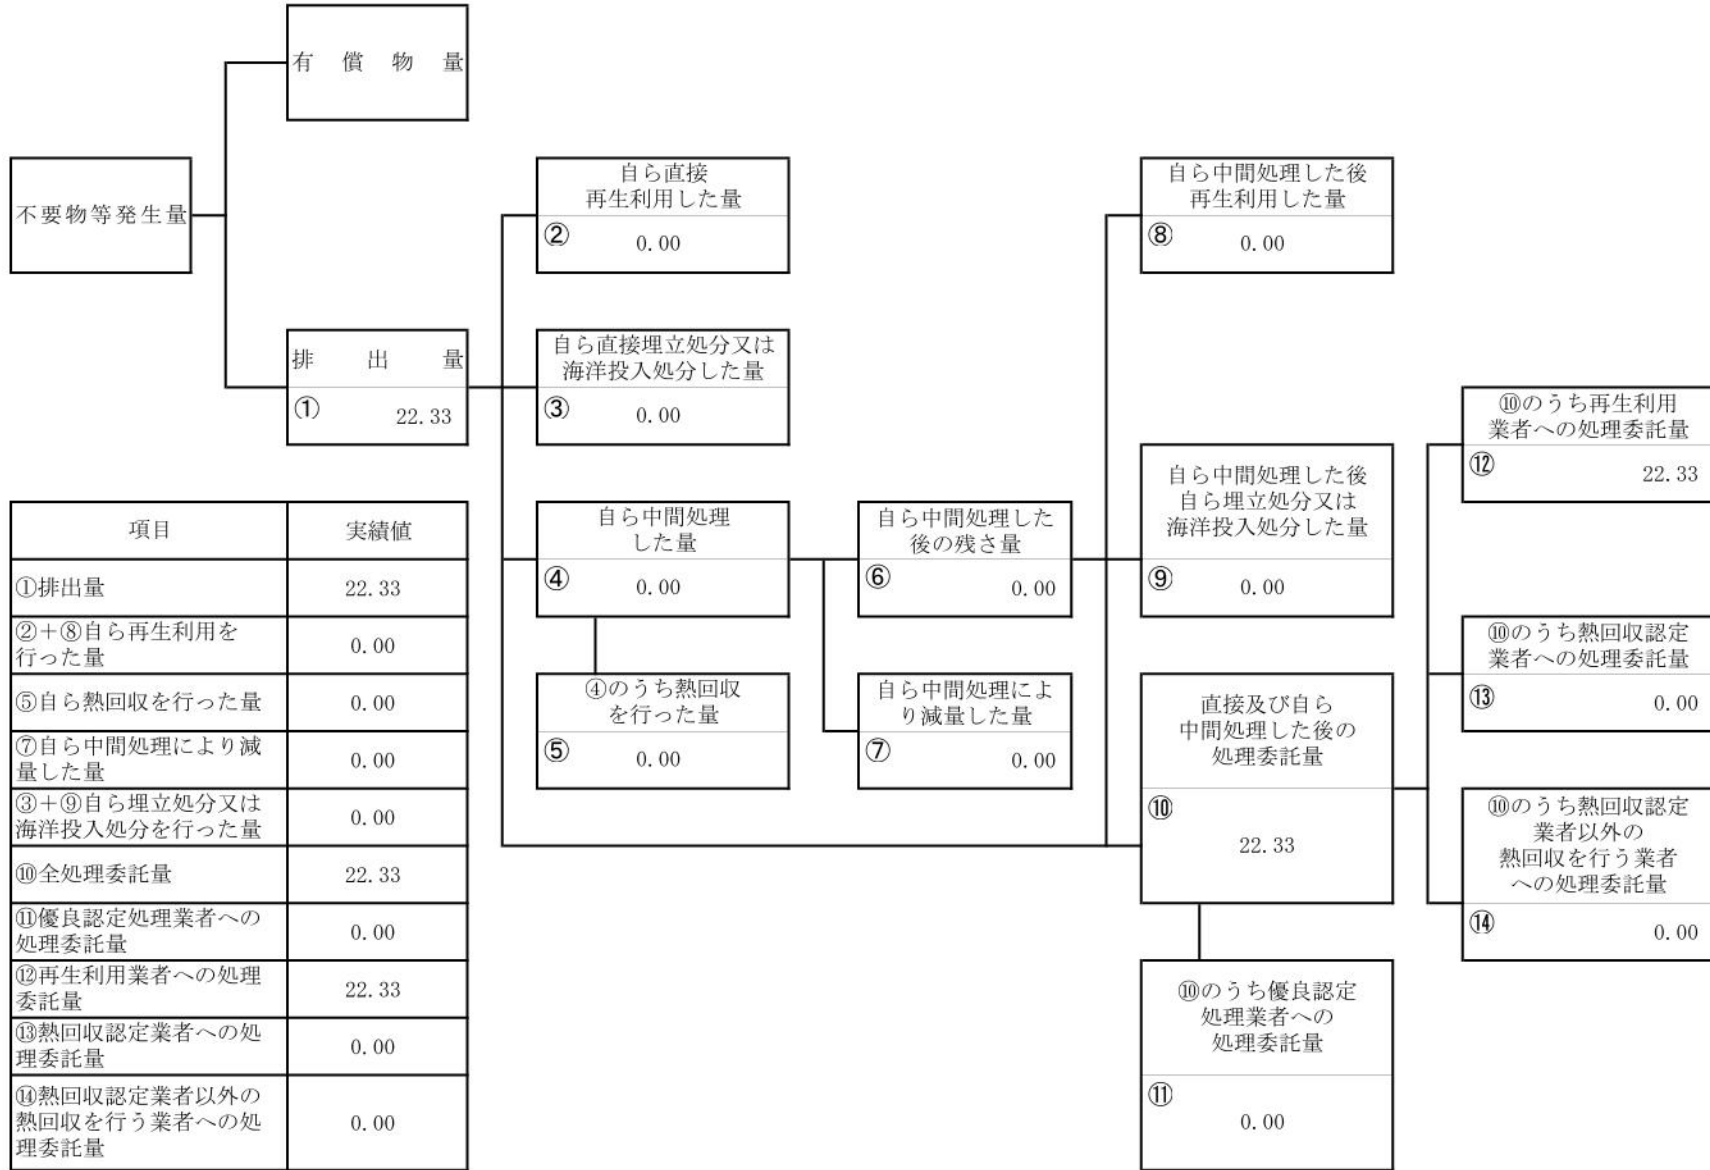 有償物量
不要物等発生量
自ら直接
再生利用した量
② 0.00
自ら中間処理した後
再生利用した量
⑧ 0.00
排出量
① 22.33
自ら直接埋立処分又は
海洋投入処分した量
③ 0.00
⑩のうち再生利用
業者への処理委託量
⑫ 22.33
自ら中間処理した後
自ら埋立処分又は
海洋投入処分した量
⑨ 0.00
自ら中間処理
した量
④ 0.00
自ら中間処理した
後の残さ量
⑥ 0.00
④のうち熱回収
を行った量
⑤ 0.00
自ら中間処理によ
り減量した量
⑦ 0.00
直接及び自ら
中間処理した後の
処理委託量
⑩ 22.33
⑩のうち熱回収認定
業者への処理委託量
⑬ 0.00
⑩のうち熱回収認定
業者以外の
熱回収を行う業者
への処理委託量
⑭ 0.00
⑩のうち優良認定
処理業者への
処理委託量
⑪ 0.00
項目 実績値
①排出量 22.33
②+⑧自ら再生利用を
行った量 0.00
⑤自ら熱回収を行った量 0.00
⑦自ら中間処理により減
量した量 0.00
③+⑨自ら埋立処分又は
海洋投入処分を行った量 0.00
⑩全処理委託量 22.33
⑪優良認定処理業者への
処理委託量 0.00
⑫再生利用業者への処理
委託量 22.33
⑬熱回収認定業者への処
理委託量 0.00
⑭熱回収認定業者以外の
熱回収を行う業者への処
理委託量 0.00